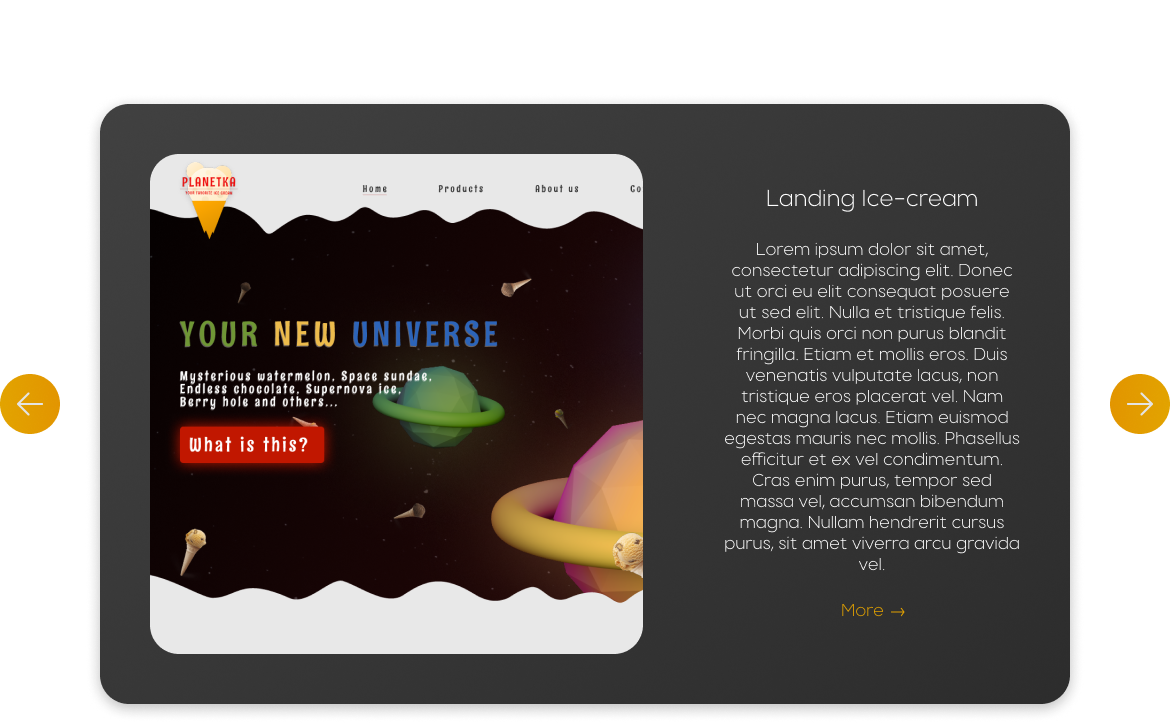 PLANETKA
YOUR FAVORITE ICE-CREAM
Home
Products
About us
Co
YOUR NEW UNIVERSE
Mysterious watermelon, Space sundae,
Endless chocolate, Supernova ice,
Berry hole and others...
What is this?
Landing Ice-cream
Lorem ipsum dolor sit amet,
consectetur adipiscing elit. Donec
ut orci eu elit consequat posuere
ut sed elit. Nulla et tristique felis.
Morbi quis orci non purus blandit
fringilla. Etiam et mollis eros. Duis
venenatis vulputate lacus, non
tristique eros placerat vel. Nam
nec magna lacus. Etiam euismod
egestas mauris nec mollis. Phasellus
efficitur et ex vel condimentum.
Cras enim purus, tempor sed
massa vel, accumsan bibendum
magna. Nullam hendrerit cursus
purus, sit amet viverra arcu gravida
vel.
More →